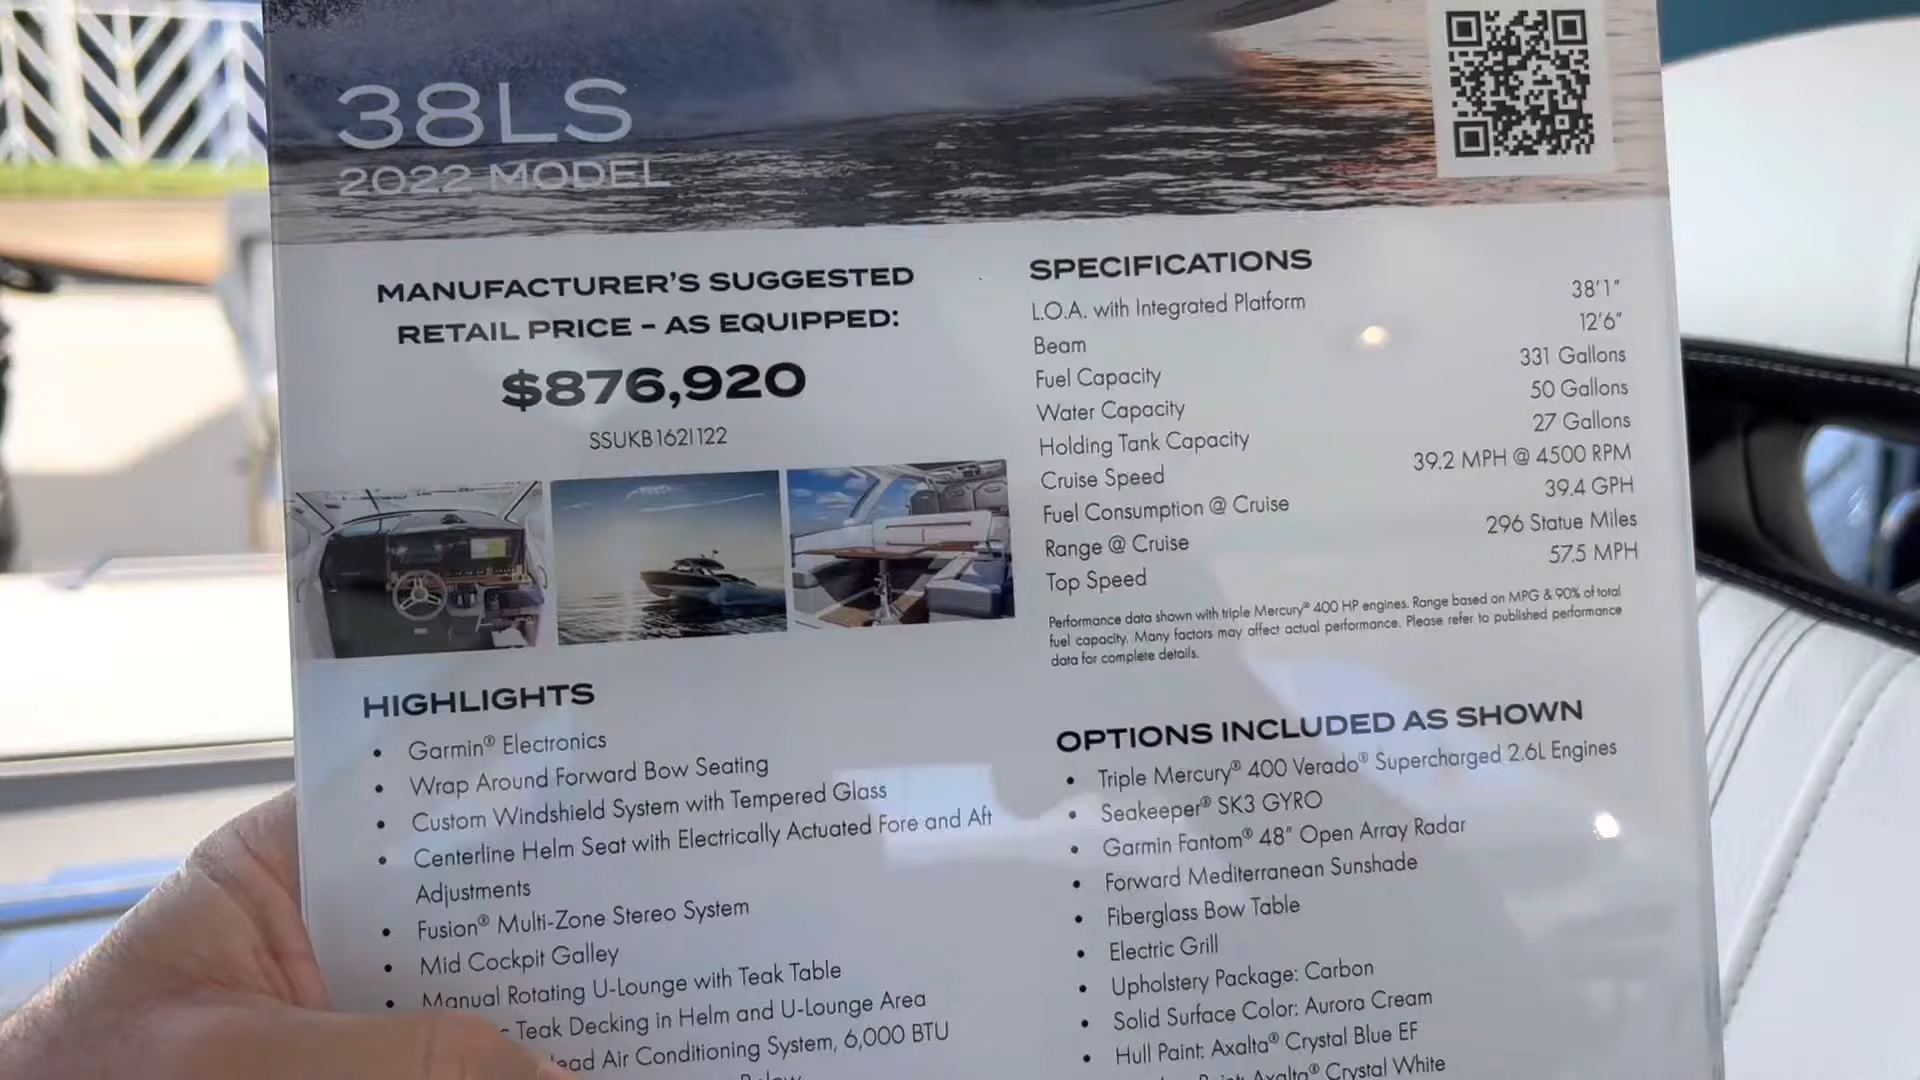 38LS
2022 MODEL
MANUFACTURER'S SUGGESTED
RETAIL PRICE – AS EQUIPPED:
$876,920
SSUKB162I122
HIGHLIGHTS
• Garmin® Electronics
• Wrap Around Forward Bow Seating
• Custom Windshield System with Tempered Glass
• Centerline Helm Seat with Electrically Actuated Fore and Aft
Adjustments
• Fusion® Multi-Zone Stereo System
• Mid Cockpit Galley
• Manual Rotating U-Lounge with Teak Table
Teak Decking in Helm and U-Lounge Area
Air Conditioning System, 6,000 BTU
Below
SPECIFICATIONS
L.O.A. with Integrated Platform 38'1"
Beam 12'6"
Fuel Capacity 331 Gallons
Water Capacity 50 Gallons
Holding Tank Capacity 27 Gallons
Cruise Speed 39.2 MPH @ 4500 RPM
Fuel Consumption @ Cruise 39.4 GPH
Range @ Cruise 296 Statue Miles
Top Speed 57.5 MPH
Performance data shown with triple Mercury® 400 HP engines. Range based on MPG & 90% of total
fuel capacity. Many factors may affect actual performance. Please refer to published performance
data for complete details.
OPTIONS INCLUDED AS SHOWN
• Triple Mercury® 400 Verado® Supercharged 2.6L Engines
• Seakeeper® SK3 GYRO
• Garmin Fantom® 48" Open Array Radar
• Forward Mediterranean Sunshade
• Fiberglass Bow Table
• Electric Grill
• Upholstery Package: Carbon
• Solid Surface Color: Aurora Cream
• Hull Paint: Axalta® Crystal Blue EF
Paint: Axalta® Crystal White